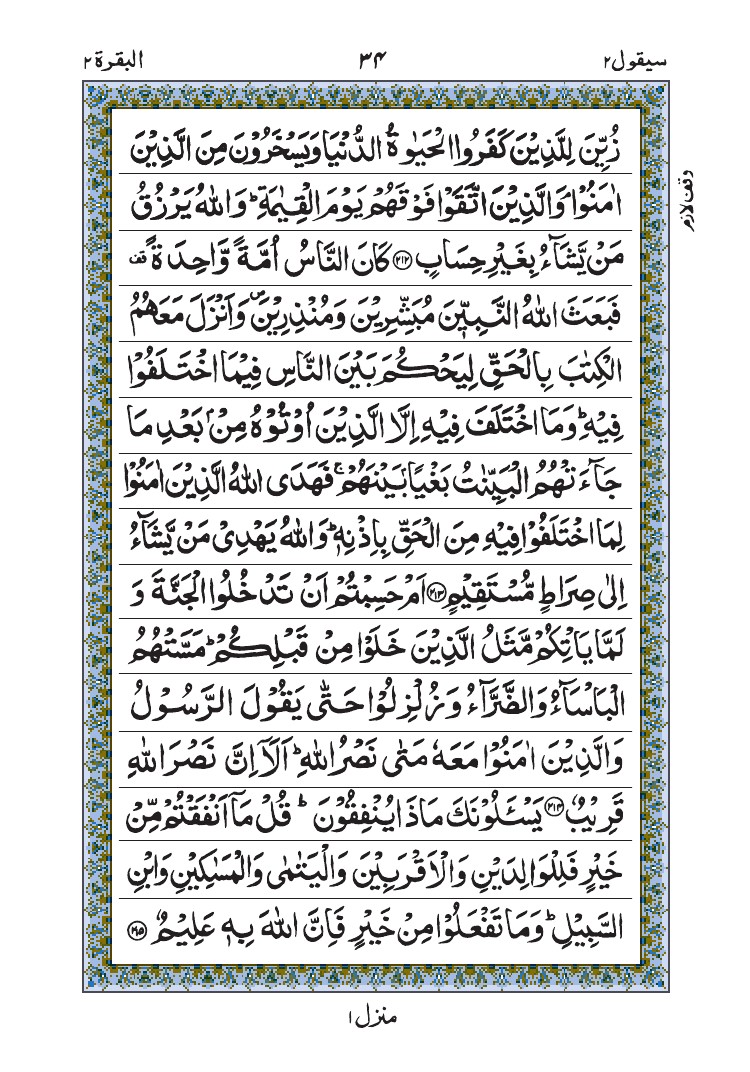 سيقول ٢
٣٤
البقرة ٢
زُيِّنَ لِلَّذِيْنَ كَفَرُوا الْحَيٰوةُ الدُّنْيَا وَيَسْخَرُوْنَ مِنَ الَّذِيْنَ
اٰمَنُوْا ۘ وَالَّذِيْنَ اتَّقَوْا فَوْقَهُمْ يَوْمَ الْقِيٰمَةِ ؕ وَاللّٰهُ يَرْزُقُ
وقف لازم
مَنْ يَّشَآءُ بِغَيْرِ حِسَابٍ ﴿۲۱۲﴾ كَانَ النَّاسُ اُمَّةً وَّاحِدَةً ۟
فَبَعَثَ اللّٰهُ النَّبِيّٖنَ مُبَشِّرِيْنَ وَمُنْذِرِيْنَ ۪ وَاَنْزَلَ مَعَهُمُ
الْكِتٰبَ بِالْحَقِّ لِيَحْكُمَ بَيْنَ النَّاسِ فِيْمَا اخْتَلَفُوْا
فِيْهِ ؕ وَمَا اخْتَلَفَ فِيْهِ اِلَّا الَّذِيْنَ اُوْتُوْهُ مِنْۢ بَعْدِ مَا
جَآءَتْهُمُ الْبَيِّنٰتُ بَغْيًۢا بَيْنَهُمْ ۚ فَهَدَى اللّٰهُ الَّذِيْنَ اٰمَنُوْا
لِمَا اخْتَلَفُوْا فِيْهِ مِنَ الْحَقِّ بِاِذْنِهٖ ؕ وَاللّٰهُ يَهْدِىْ مَنْ يَّشَآءُ
اِلٰى صِرَاطٍ مُّسْتَقِيْمٍ ﴿۲۱۳﴾ اَمْ حَسِبْتُمْ اَنْ تَدْخُلُوا الْجَنَّةَ وَ
لَمَّا يَاْتِكُمْ مَّثَلُ الَّذِيْنَ خَلَوْا مِنْ قَبْلِكُمْ ؕ مَسَّتْهُمُ
الْبَاْسَآءُ وَالضَّرَّآءُ وَزُلْزِلُوْا حَتّٰى يَقُوْلَ الرَّسُوْلُ
وَالَّذِيْنَ اٰمَنُوْا مَعَهٗ مَتٰى نَصْرُ اللّٰهِ ؕ اَلَاۤ اِنَّ نَصْرَ اللّٰهِ
قَرِيْبٌ ﴿۲۱۴﴾ يَسْـَٔلُوْنَكَ مَاذَا يُنْفِقُوْنَ ؕ قُلْ مَاۤ اَنْفَقْتُمْ مِّنْ
خَيْرٍ فَلِلْوَالِدَيْنِ وَالْاَقْرَبِيْنَ وَالْيَتٰمٰى وَالْمَسٰكِيْنِ وَابْنِ
السَّبِيْلِ ؕ وَمَا تَفْعَلُوْا مِنْ خَيْرٍ فَاِنَّ اللّٰهَ بِهٖ عَلِيْمٌ ﴿۲۱۵﴾
منزل ١